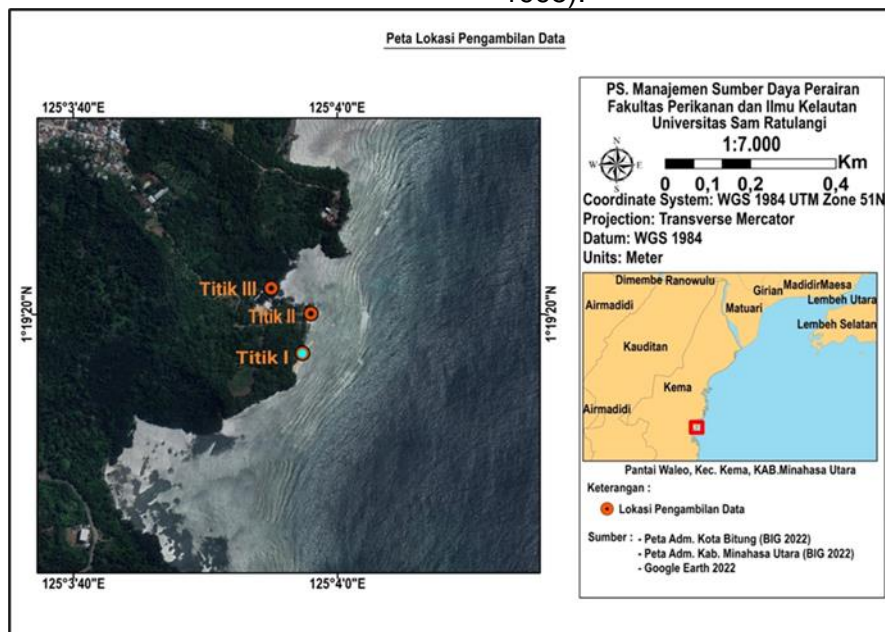 Peta Lokasi Pengambilan Data
125°3'40"E
125°4'0"E
1°19'20"N
Titik III
Titik II
Titik I
1°19'20"N
125°3'40"E
125°4'0"E
PS. Manajemen Sumber Daya Perairan
Fakultas Perikanan dan Ilmu Kelautan
Universitas Sam Ratulangi
N
W
E
S
1:7.000
Km
0 0,1 0,2 0,4
Coordinate System: WGS 1984 UTM Zone 51N
Projection: Transverse Mercator
Datum: WGS 1984
Units: Meter
Dimembe Ranowulu
Girian MadidirMaesa
Airmadidi
Matuari
Lembeh Utara
Lembeh Selatan
Kauditan
Kema
Airmadidi
Pantai Waleo, Kec. Kema, KAB.Minahasa Utara
Keterangan :
Lokasi Pengambilan Data
Sumber : - Peta Adm. Kota Bitung (BIG 2022)
- Peta Adm. Kab. Minahasa Utara (BIG 2022)
- Google Earth 2022